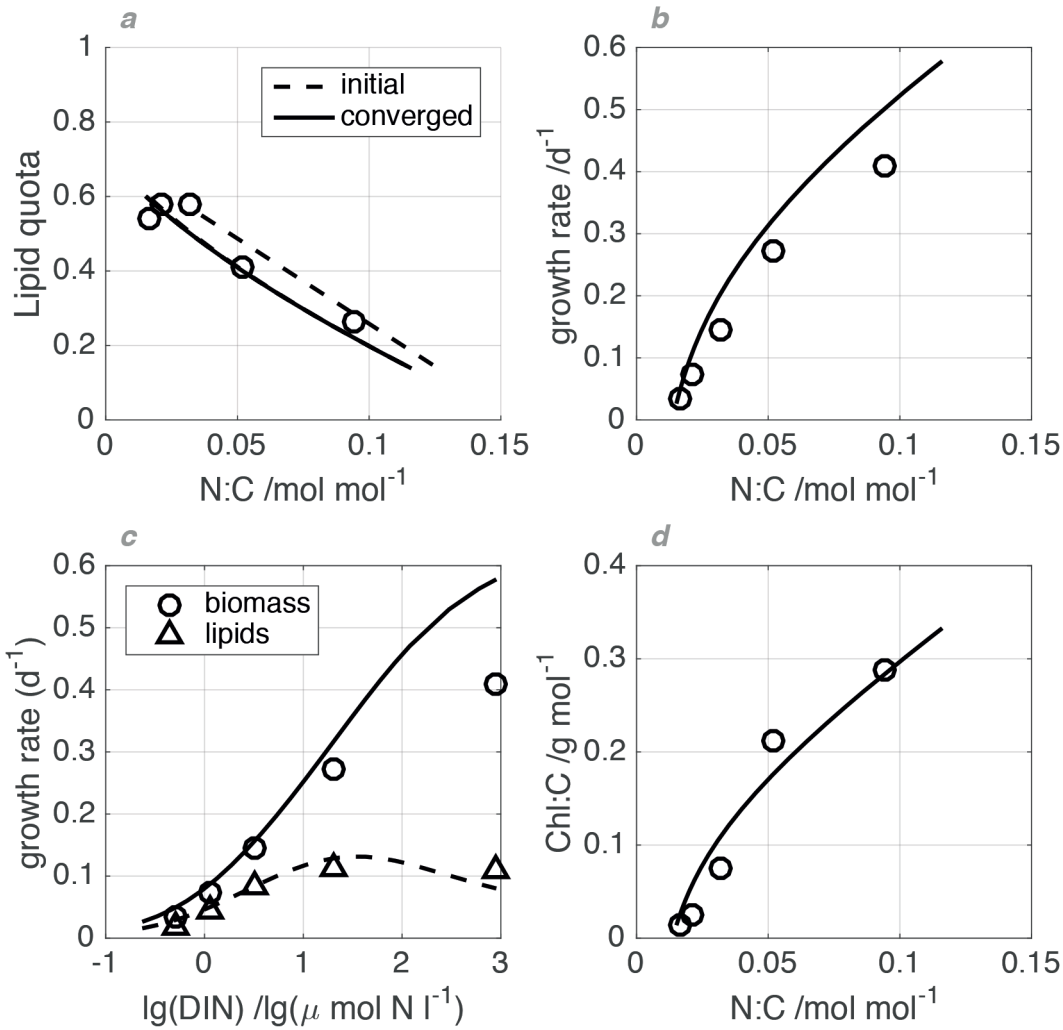 a
1
0.8
0.6
0.4
0.2
0
Lipid quota
initial
converged
0
0.05
0.1
0.15
N:C /mol mol⁻¹
b
0.6
0.5
0.4
0.3
0.2
0.1
0
growth rate /d⁻¹
0
0.05
0.1
0.15
N:C /mol mol⁻¹
c
0.6
0.5
0.4
0.3
0.2
0.1
0
growth rate (d⁻¹)
biomass
lipids
-1
0
1
2
3
lg(DIN) /lg(μ mol N l⁻¹)
d
0.4
0.3
0.2
0.1
0
Chl:C /g mol⁻¹
0
0.05
0.1
0.15
N:C /mol mol⁻¹